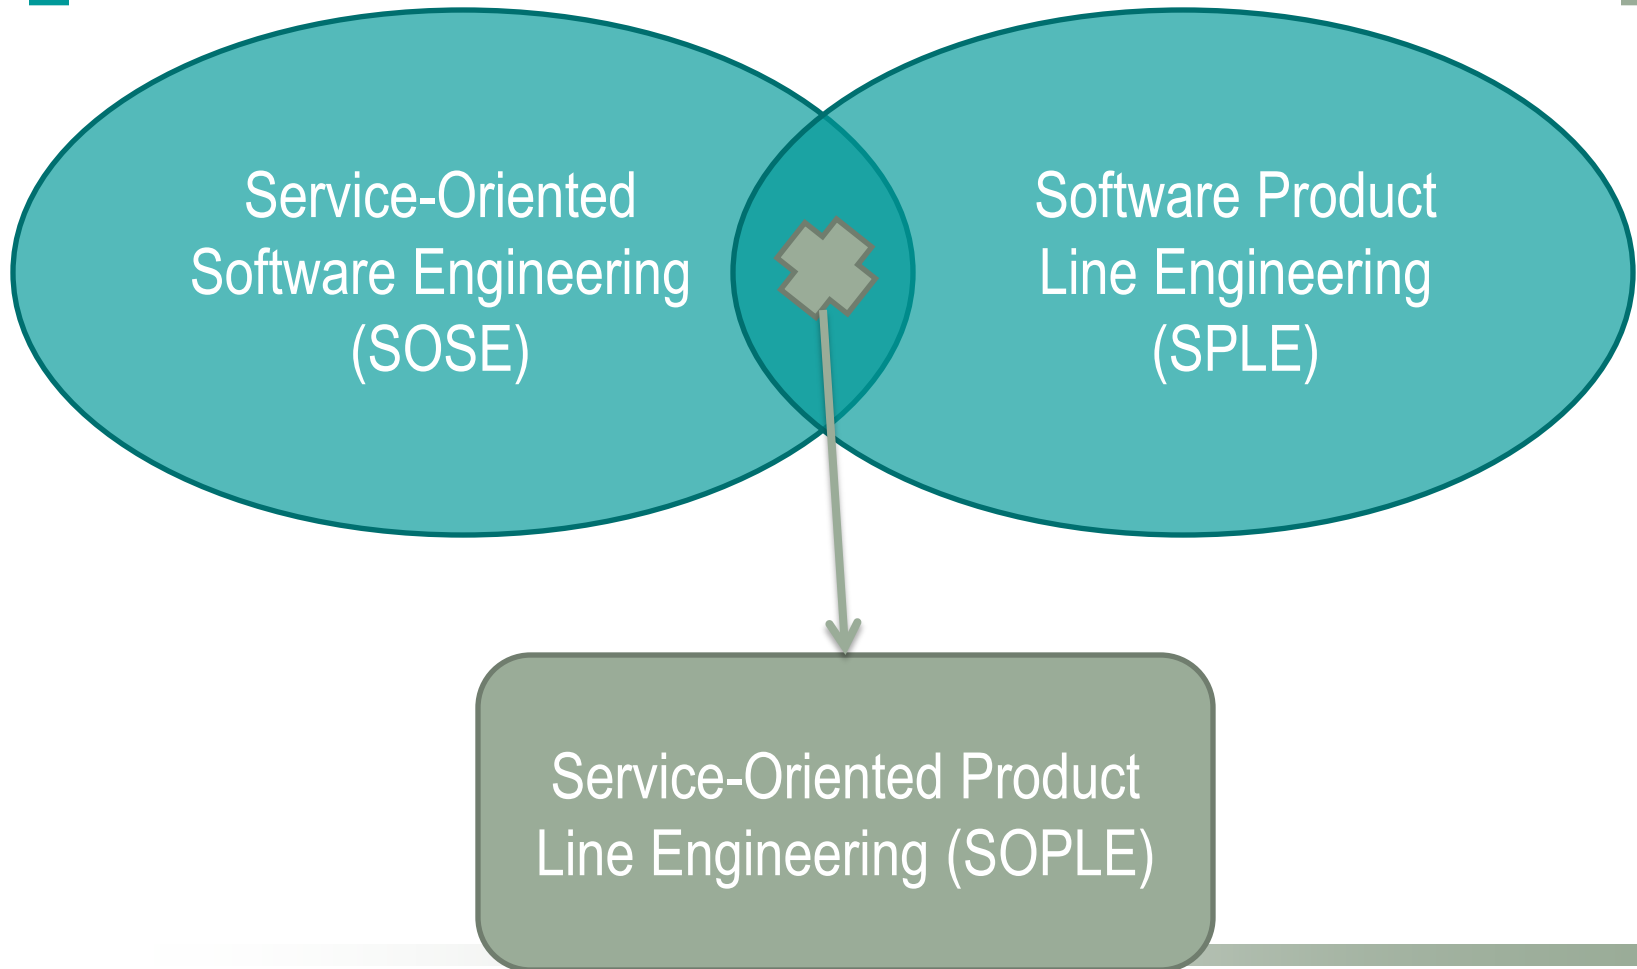 Service-Oriented
Software Engineering
(SOSE)
Software Product
Line Engineering
(SPLE)
Service-Oriented Product
Line Engineering (SOPLE)